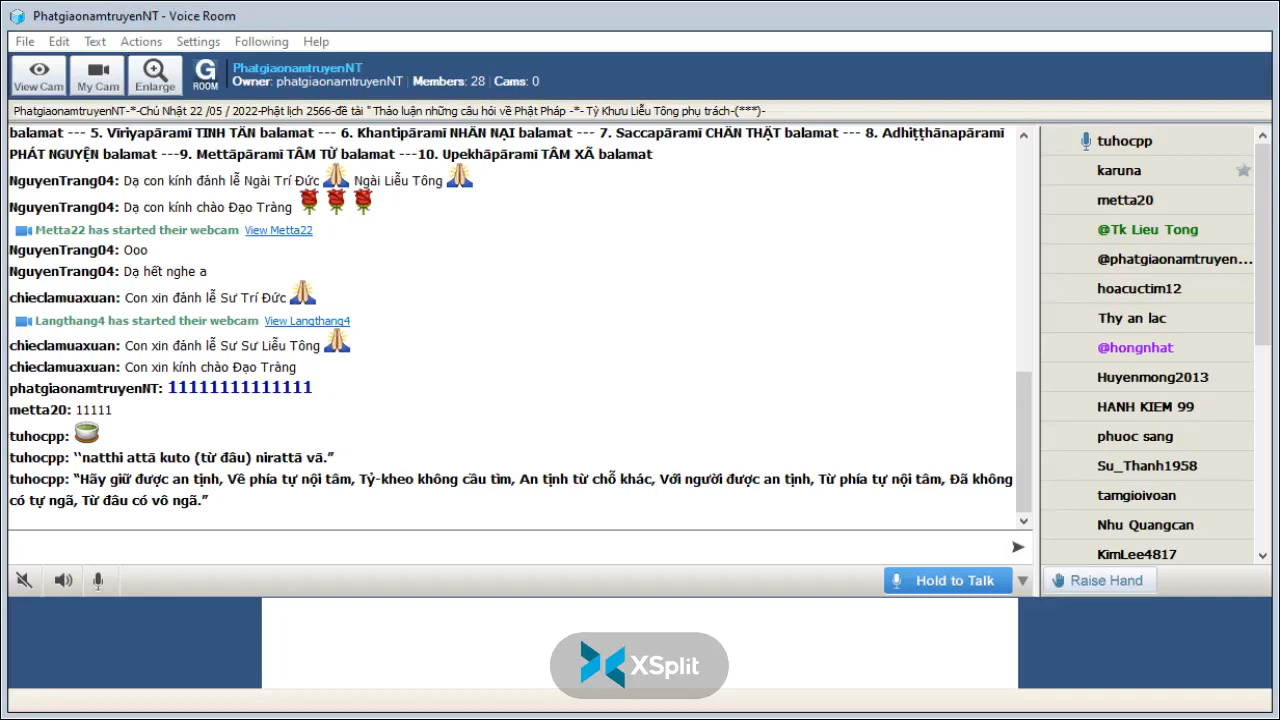 PhatgiaonamtruyenNT - Voice Room
File Edit Text Actions Settings Following Help
View Cam My Cam Enlarge G ROOM
PhatgiaonamtruyenNT
Owner: phatgiaonamtruyenNT | Members: 28 | Cams: 0
PhatgiaonamtruyenNT-*-Chủ Nhật 22 /05 / 2022-Phật lịch 2566-đề tài " Thảo luận những câu hỏi về Phật Pháp -*- Tỳ Khưu Liễu Tông phụ trách-(***)-
balamat --- 5. Vīriyapāramī TINH TẤN balamat --- 6. Khantipāramī NHẪN NẠI balamat --- 7. Saccapāramī CHÂN THẬT balamat --- 8. Adhiṭṭhānapāramī
PHÁT NGUYỆN balamat ---9. Mettāpāramī TÂM TỪ balamat ---10. Upekhāpāramī TÂM XẢ balamat
NguyenTrang04: Dạ con kính đảnh lễ Ngài Trí Đức Ngài Liễu Tông
NguyenTrang04: Dạ con kính chào Đạo Tràng
Metta22 has started their webcam View Metta22
NguyenTrang04: Ooo
NguyenTrang04: Dạ hết nghe a
chieclamuaxuan: Con xin đảnh lễ Sư Trí Đức
Langthang4 has started their webcam View Langthang4
chieclamuaxuan: Con xin đảnh lễ Sư Sư Liễu Tông
chieclamuaxuan: Con xin kính chào Đạo Tràng
phatgiaonamtruyenNT: 11111111111111
metta20: 11111
tuhocpp:
tuhocpp: ‘‘natthi attā kuto (từ đâu) nirattā vā.”
tuhocpp: “Hãy giữ được an tịnh, Về phía tự nội tâm, Tỷ-kheo không cầu tìm, An tịnh từ chỗ khác, Với người được an tịnh, Từ phía tự nội tâm, Đã không
có tự ngã, Từ đâu có vô ngã.”
tuhocpp
karuna
metta20
@Tk Lieu Tong
@phatgiaonamtruyen...
hoacuctim12
Thy an lac
@hongnhat
Huyenmong2013
HANH KIEM 99
phuoc sang
Su_Thanh1958
tamgioivoan
Nhu Quangcan
KimLee4817
Hold to Talk
Raise Hand
XSplit